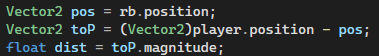 Vector2 pos = rb.position;
Vector2 toP = (Vector2)player.position - pos;
float dist = toP.magnitude;